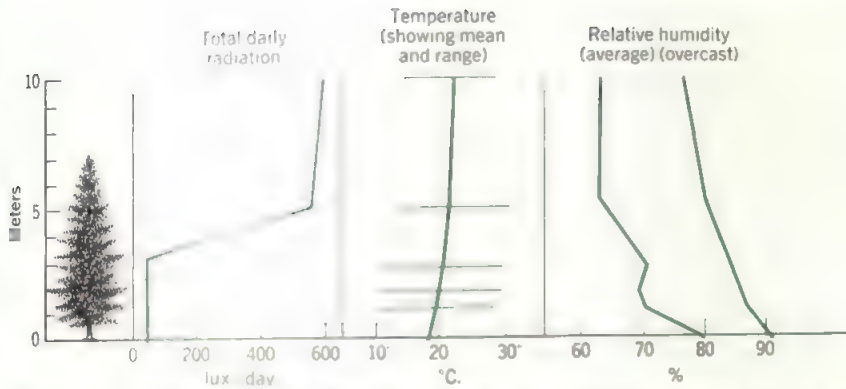 Total daily
radiation
Temperature
(showing mean
and range)
Relative humidity
(average) (overcast)
10
5
0
Meters
0 200 400 600
lux day
10° 20 30°
°C.
60 70 80 90
%